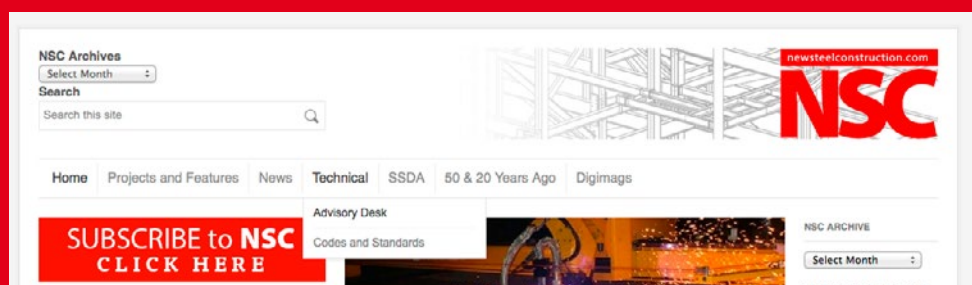 NSC Archives
Select Month
Search
Search this site
newsteelconstruction.com
NSC
Home Projects and Features News Technical SSDA 50 & 20 Years Ago Digimags
Advisory Desk
Codes and Standards
SUBSCRIBE to NSC
CLICK HERE
NSC ARCHIVE
Select Month